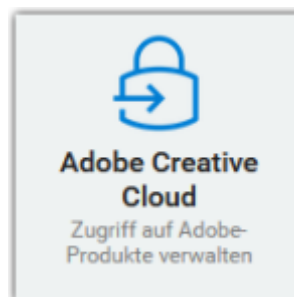 Adobe Creative
Cloud
Zugriff auf Adobe-
Produkte verwalten